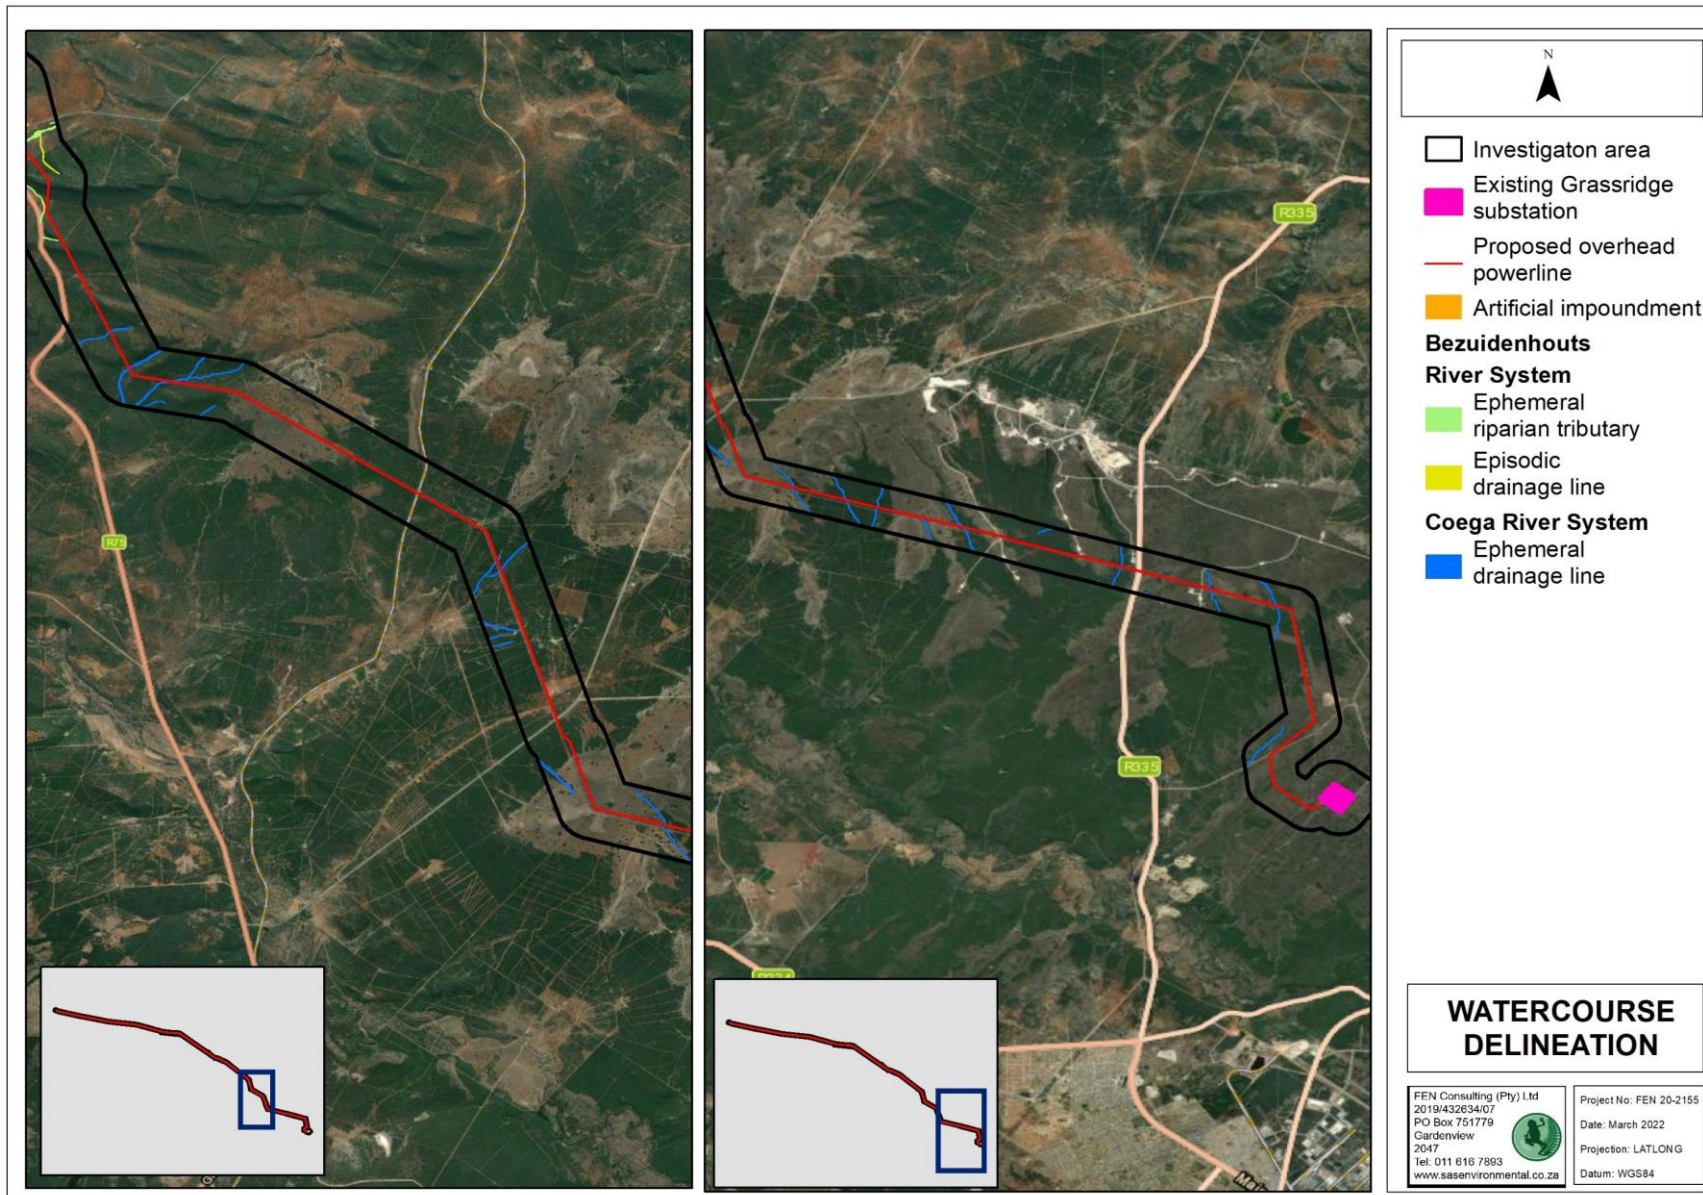 R75
R335
R335
N
Investigaton area
Existing Grassridge
substation
Proposed overhead
powerline
Artificial impoundment
Bezuidenhouts
River System
Ephemeral
riparian tributary
Episodic
drainage line
Coega River System
Ephemeral
drainage line
WATERCOURSE
DELINEATION
FEN Consulting (Pty) Ltd
2019/432634/07
PO Box 751779
Gardenview
2047
Tel: 011 616 7893
www.sasenvironmental.co.za
Project No: FEN 20-2155
Date: March 2022
Projection: LATLONG
Datum: WGS84